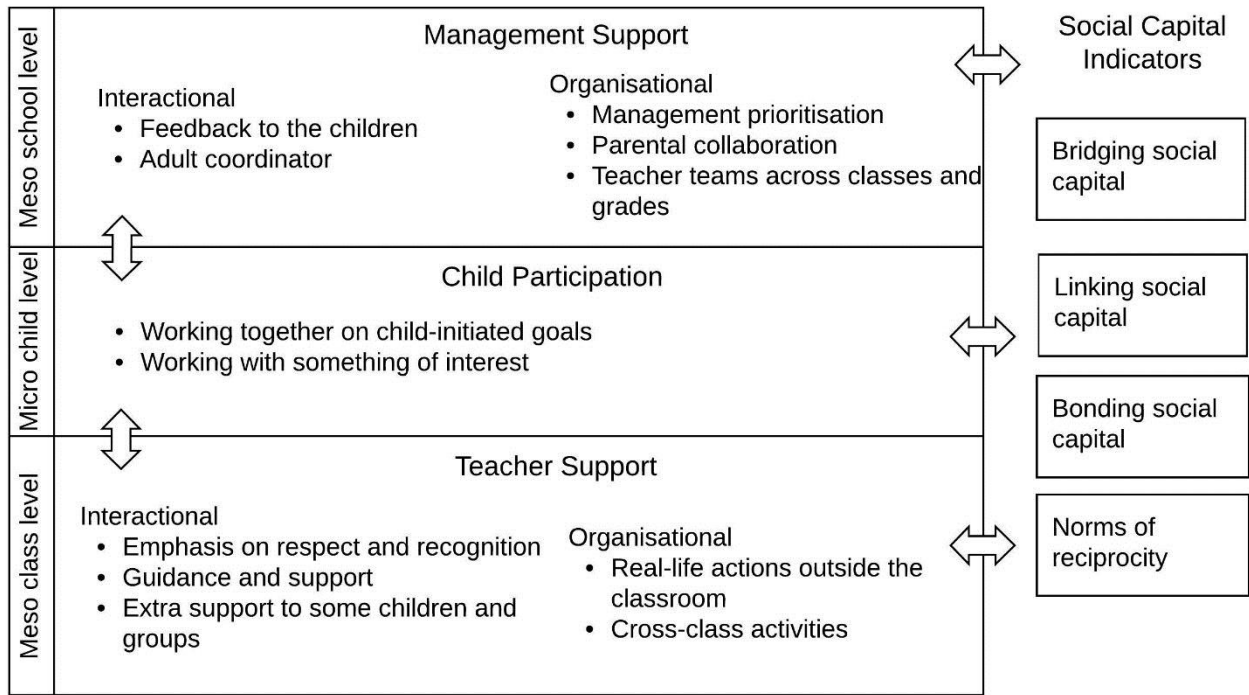 Meso school level
Management Support
Interactional
• Feedback to the children
• Adult coordinator
Organisational
• Management prioritisation
• Parental collaboration
• Teacher teams across classes and
grades
Micro child level
Child Participation
• Working together on child-initiated goals
• Working with something of interest
Meso class level
Teacher Support
Interactional
• Emphasis on respect and recognition
• Guidance and support
• Extra support to some children and
groups
Organisational
• Real-life actions outside the
classroom
• Cross-class activities
Social Capital
Indicators
Bridging social
capital
Linking social
capital
Bonding social
capital
Norms of
reciprocity